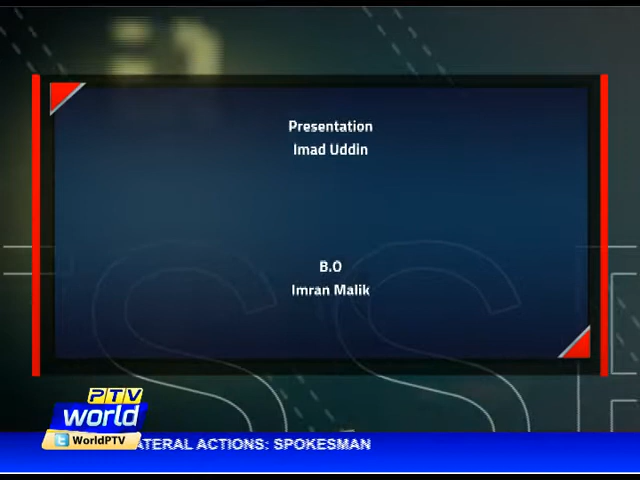 Presentation
Imad Uddin
B.O
Imran Malik
PTV
world
WorldPTV
ATERAL ACTIONS: SPOKESMAN